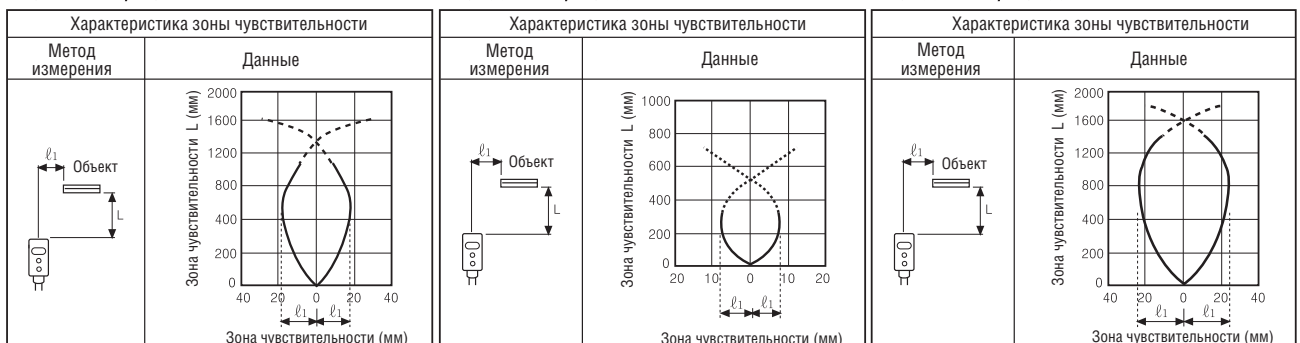 Характеристика зоны чувствительности
Метод измерения
Данные
ℓ1
Объект
L
Зона чувствительности L (мм)
2000
1600
1200
800
400
200
0
40 20 0 20 40
ℓ1 ℓ1
Зона чувствительности (мм)
Характеристика зоны чувствительности
Метод измерения
Данные
ℓ1
Объект
L
Зона чувствительности L (мм)
1000
800
600
400
200
0
20 10 0 10 20
ℓ1 ℓ1
Зона чувствительности (мм)
Характеристика зоны чувствительности
Метод измерения
Данные
ℓ1
Объект
L
Зона чувствительности L (мм)
2000
1600
1200
800
400
200
0
40 20 0 20 40
ℓ1 ℓ1
Зона чувствительности (мм)